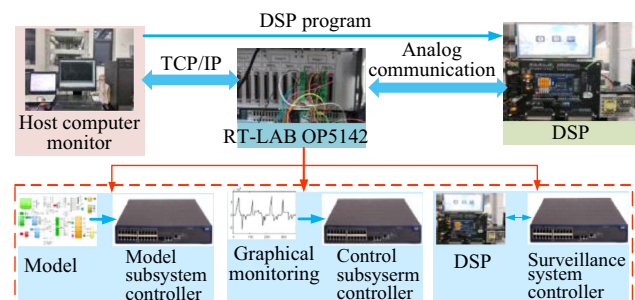 DSP program
TCP/IP
Analog
communication
Host computer
monitor
RT-LAB OP5142
DSP
Model
Model
subsystem
controller
Graphical
monitoring
Control
subsyserm
controller
DSP
Surveillance
system
controller